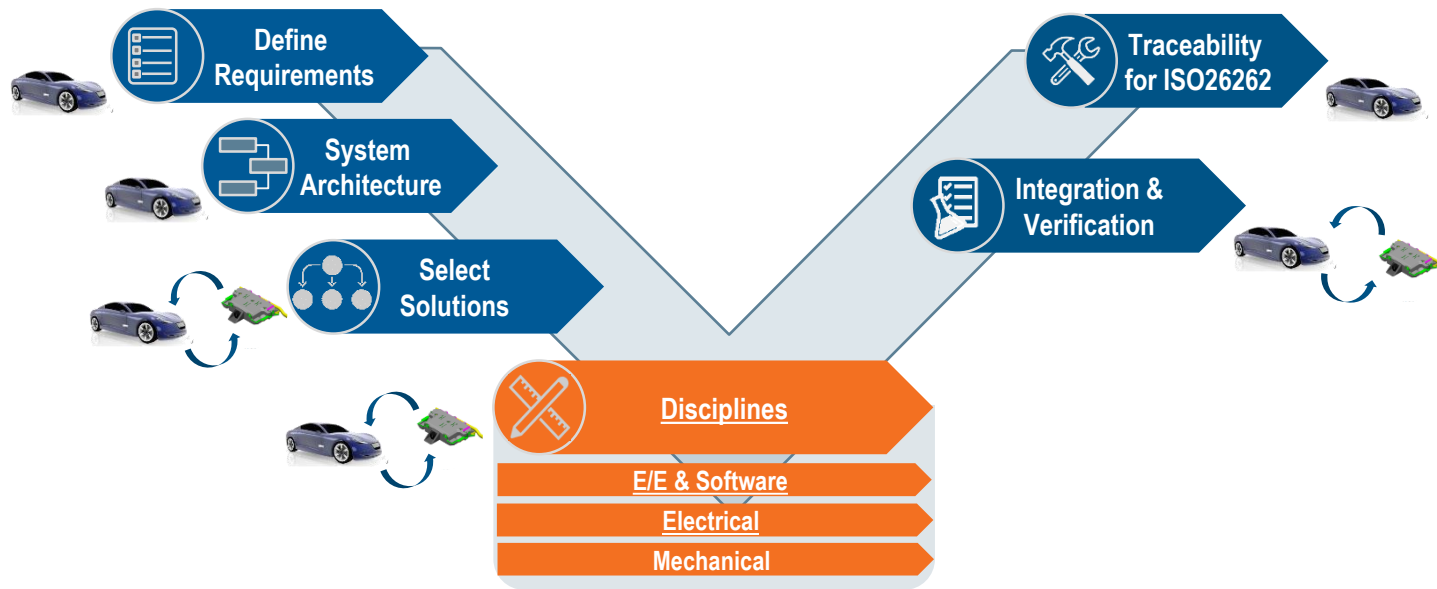 Define
Requirements
System
Architecture
Select
Solutions
Disciplines
E/E & Software
Electrical
Mechanical
Traceability
for ISO26262
Integration &
Verification